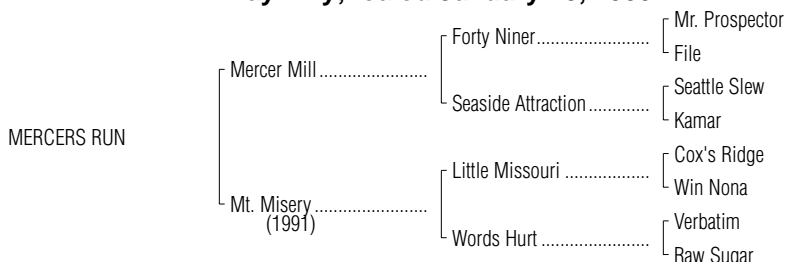 Mr. Prospector
Forty Niner
File
Mercer Mill
Seattle Slew
Seaside Attraction
Kamar
MERCERS RUN
Cox's Ridge
Little Missouri
Win Nona
Mt. Misery
(1991)
Verbatim
Words Hurt
Raw Sugar